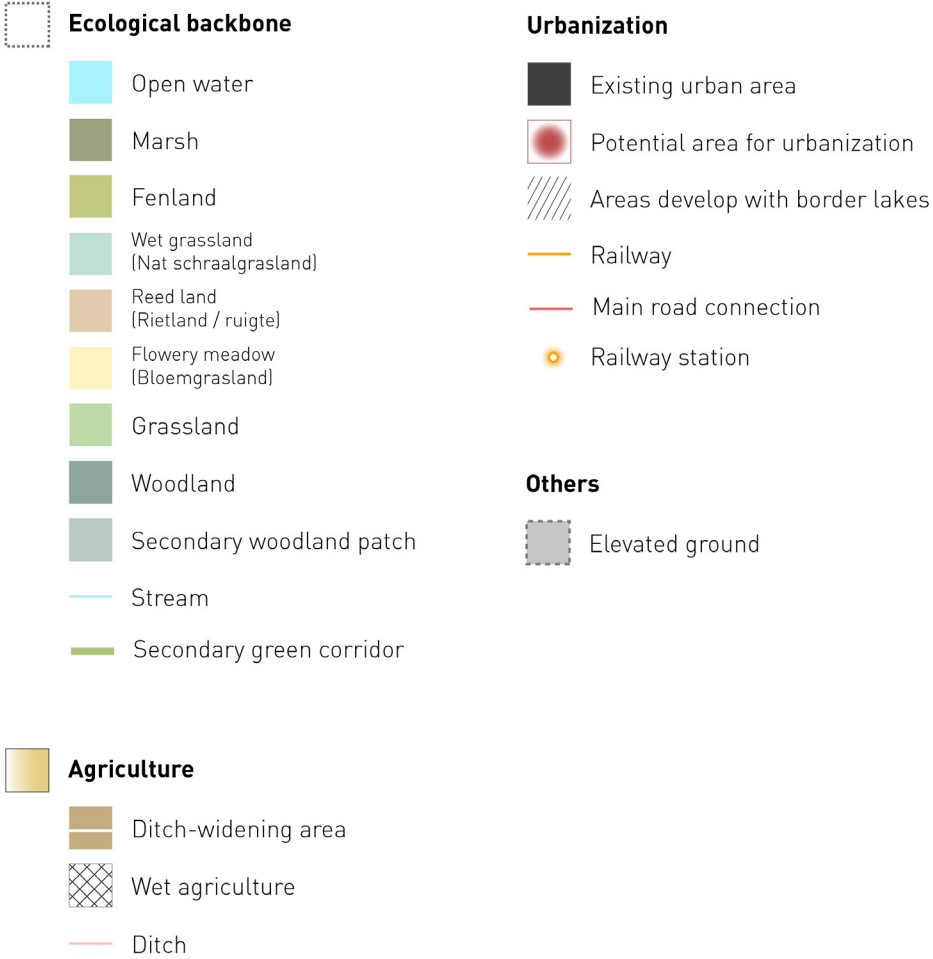 Ecological backbone
Open water
Marsh
Fenland
Wet grassland
(Nat schraalgrasland)
Reed land
(Rietland / ruigte)
Flowery meadow
(Bloemgrasland)
Grassland
Woodland
Secondary woodland patch
Stream
Secondary green corridor
Agriculture
Ditch-widening area
Wet agriculture
Ditch
Urbanization
Existing urban area
Potential area for urbanization
Areas develop with border lakes
Railway
Main road connection
Railway station
Others
Elevated ground